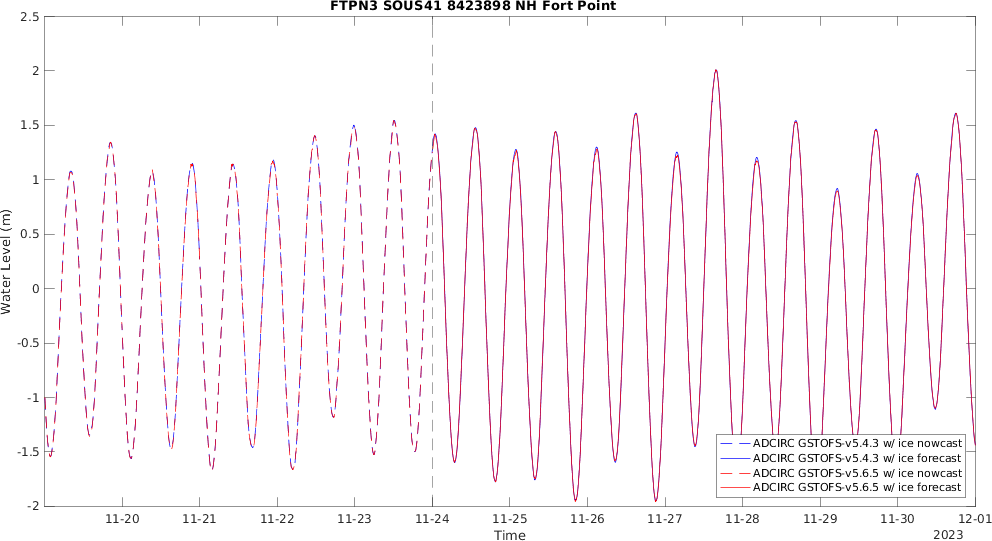 FTPN3 SOUS41 8423898 NH Fort Point
Water Level (m)
2.5
2
1.5
1
0.5
0
-0.5
-1
-1.5
-2
ADCIRC GSTOFS-v5.4.3 w/ ice nowcast
ADCIRC GSTOFS-v5.4.3 w/ ice forecast
ADCIRC GSTOFS-v5.6.5 w/ ice nowcast
ADCIRC GSTOFS-v5.6.5 w/ ice forecast
11-20 11-21 11-22 11-23 11-24 11-25 11-26 11-27 11-28 11-29 11-30 12-01
Time
2023